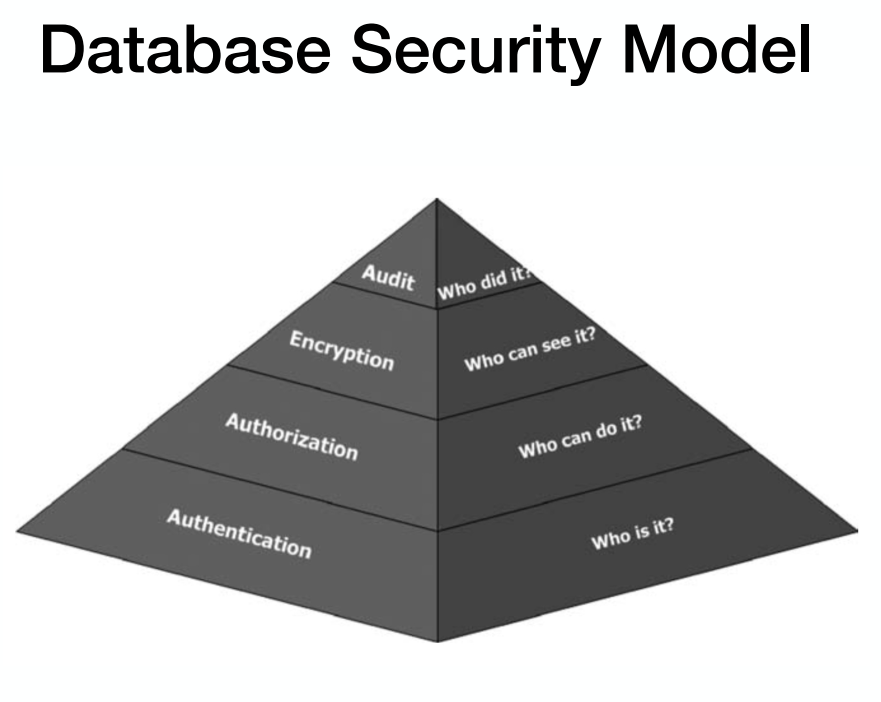 Database Security Model
Audit
Who did it?
Encryption
Who can see it?
Authorization
Who can do it?
Authentication
Who is it?